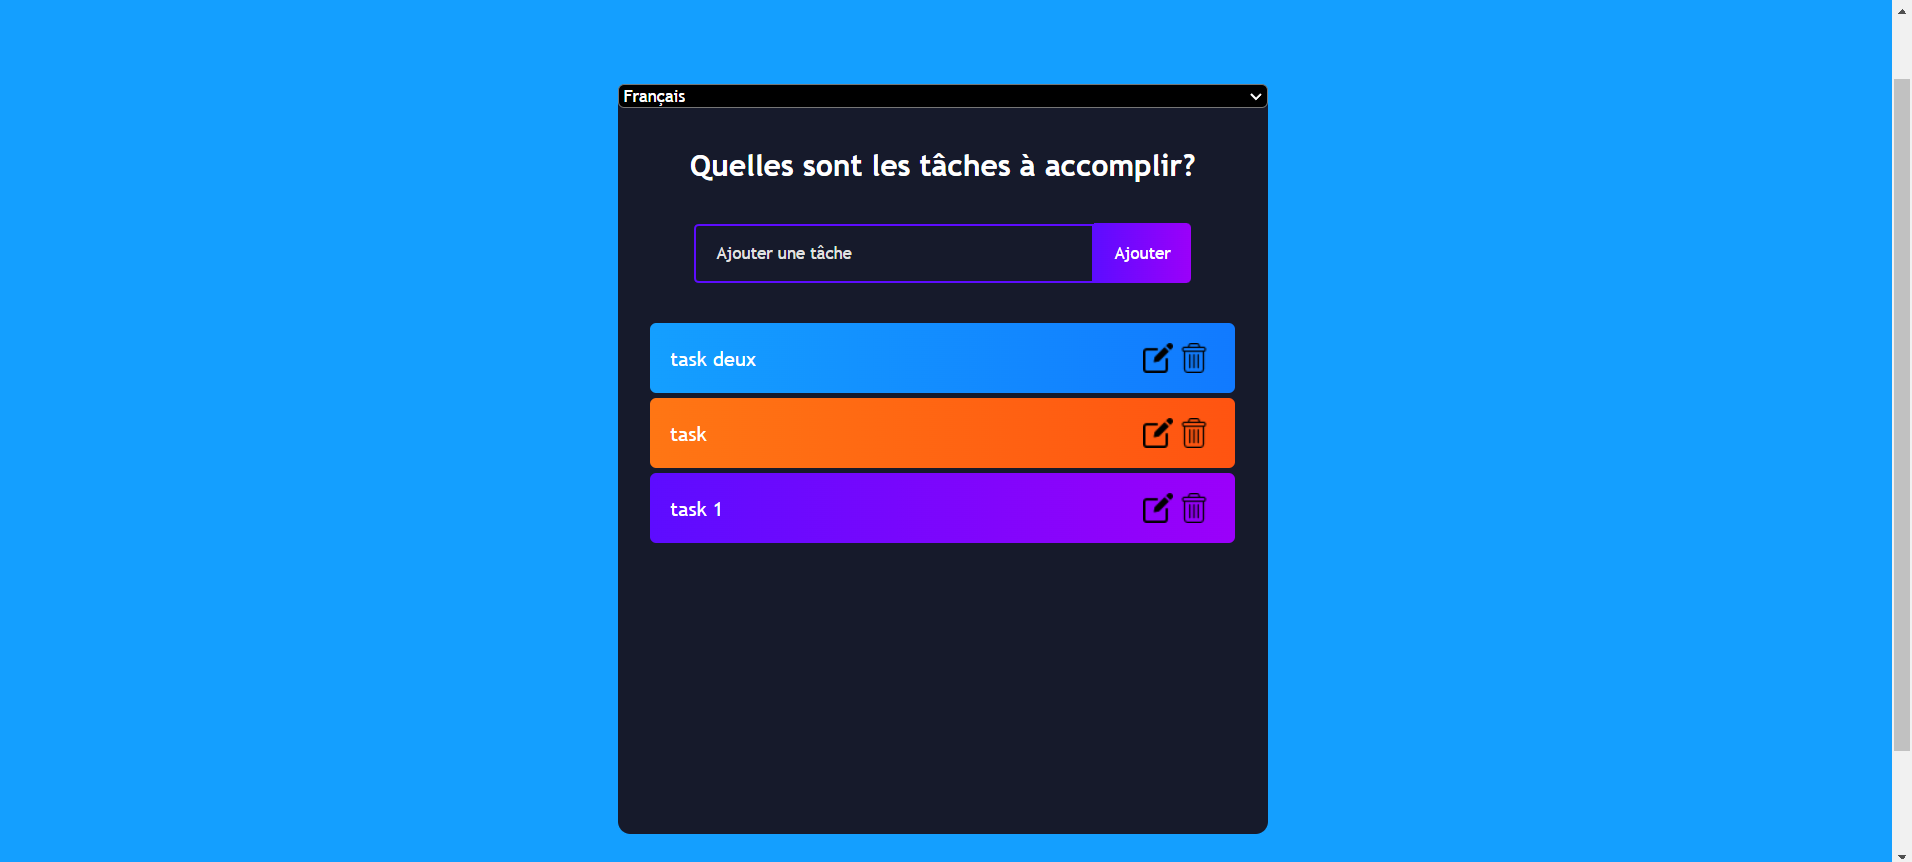 Français
Quelles sont les tâches à accomplir?
Ajouter une tâche
Ajouter
task deux
task
task 1